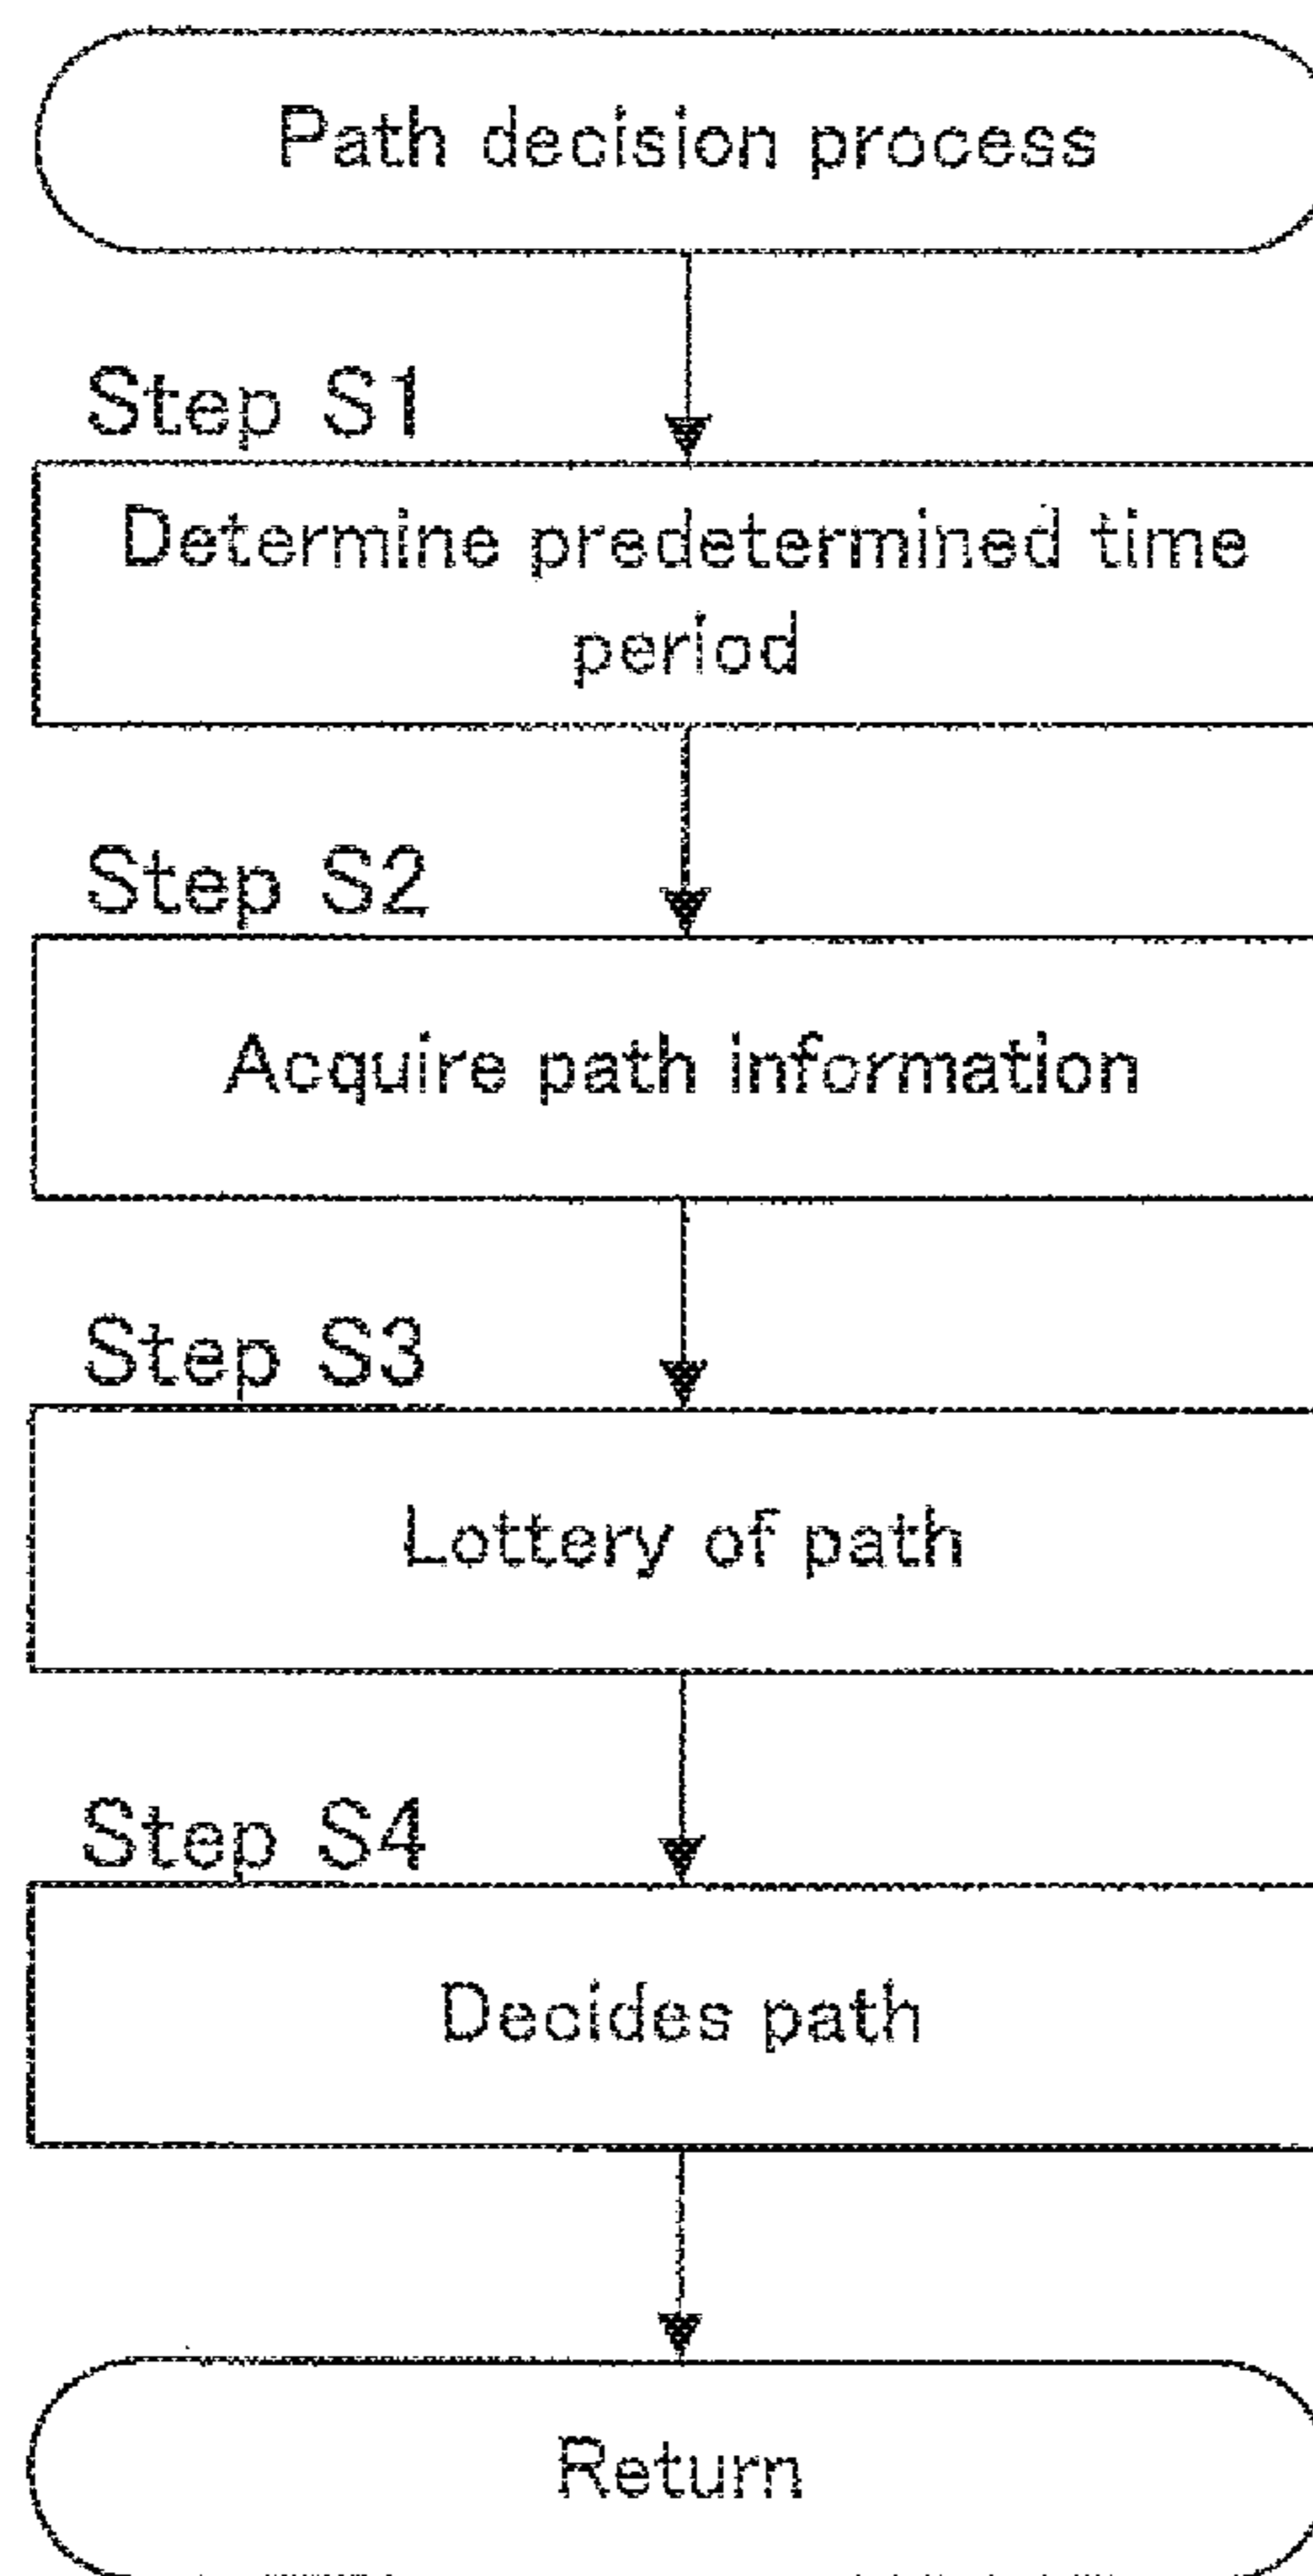 Path decision process
Step S1
Determine predetermined time
period
Step S2
Acquire path information
Step S3
Lottery of path
Step S4
Decides path
Return